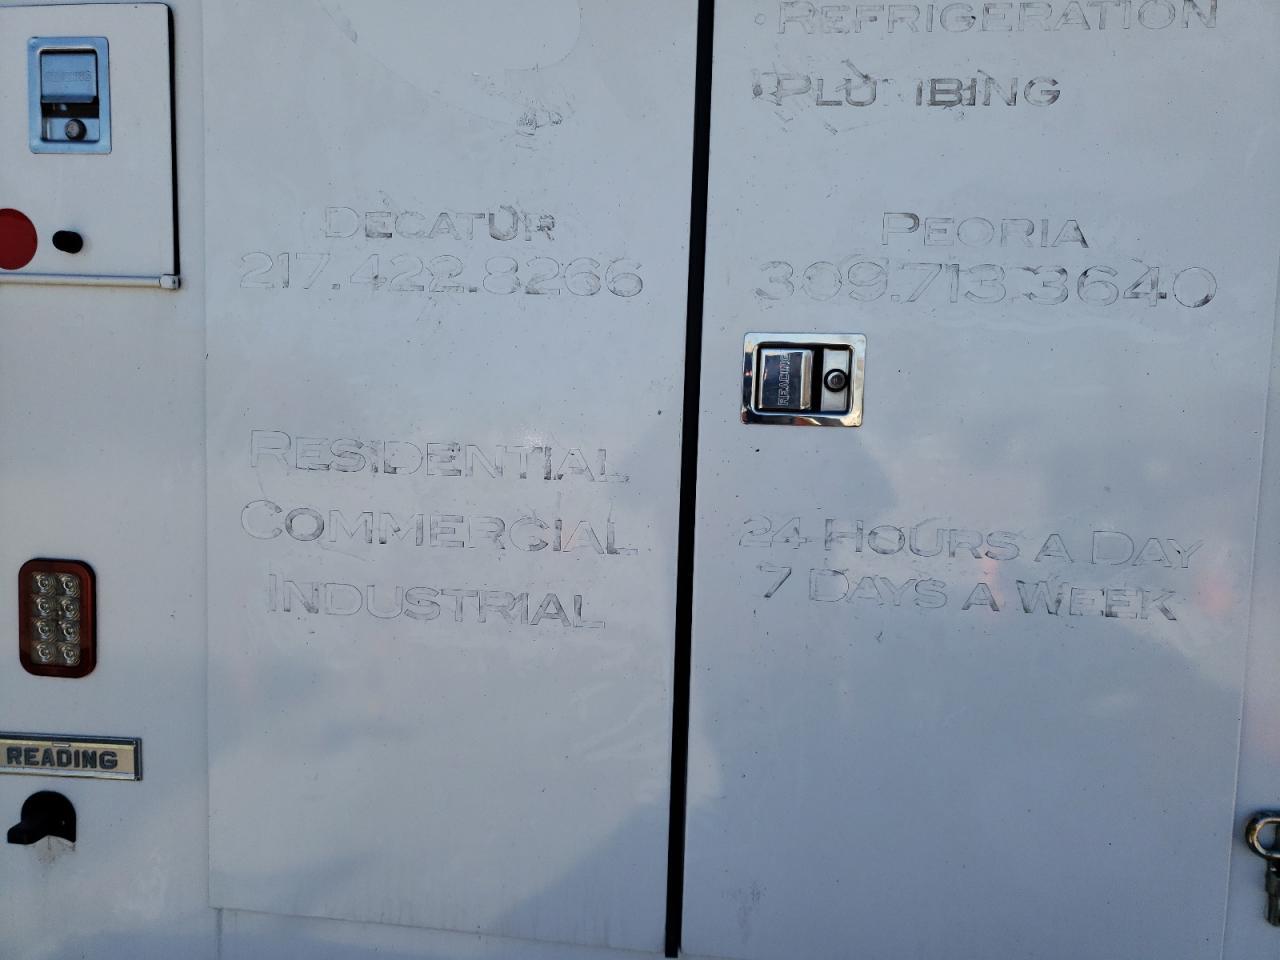 • REFRIGERATION
PLUMBING
DECATUR
217.422.8266
PEORIA
309.713.3640
READING
RESIDENTIAL
COMMERCIAL
INDUSTRIAL
24 HOURS A DAY
7 DAYS A WEEK
READING